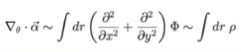 ∇_θ · α⃗ ∼ ∫ dr (∂²/∂x² + ∂²/∂y²) Φ ∼ ∫ dr ρ